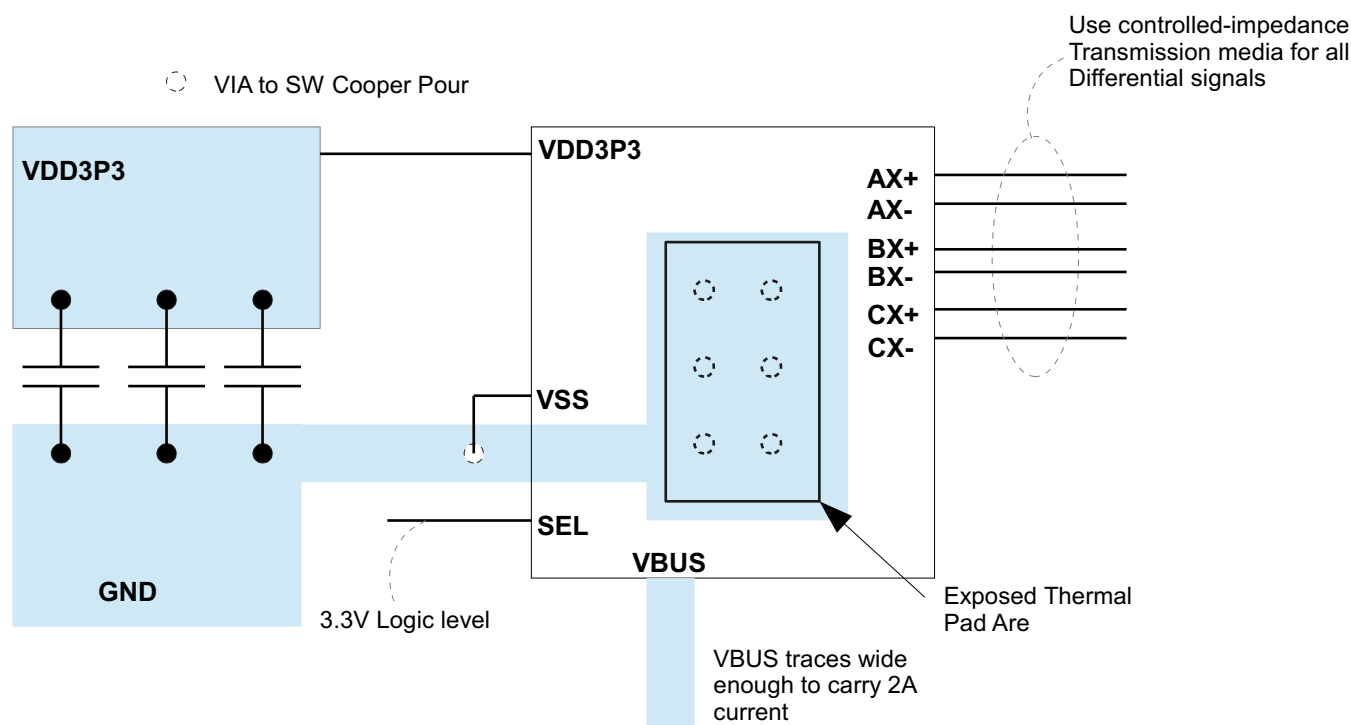 Use controlled-impedance
Transmission media for all
Differential signals
VIA to SW Cooper Pour
VDD3P3
VDD3P3
AX+
AX-
BX+
BX-
CX+
CX-
VSS
SEL
VBUS
GND
3.3V Logic level
Exposed Thermal
Pad Are
VBUS traces wide
enough to carry 2A
current